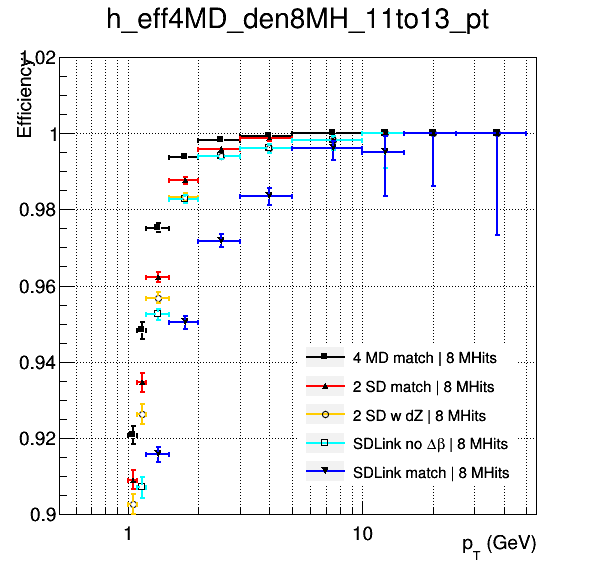 h_eff4MD_den8MH_11to13_pt
Efficiency
1.02
1
0.98
0.96
0.94
0.92
0.9
4 MD match | 8 MHits
2 SD match | 8 MHits
2 SD w dZ | 8 MHits
SDLink no Δβ | 8 MHits
SDLink match | 8 MHits
1
10
p_T (GeV)